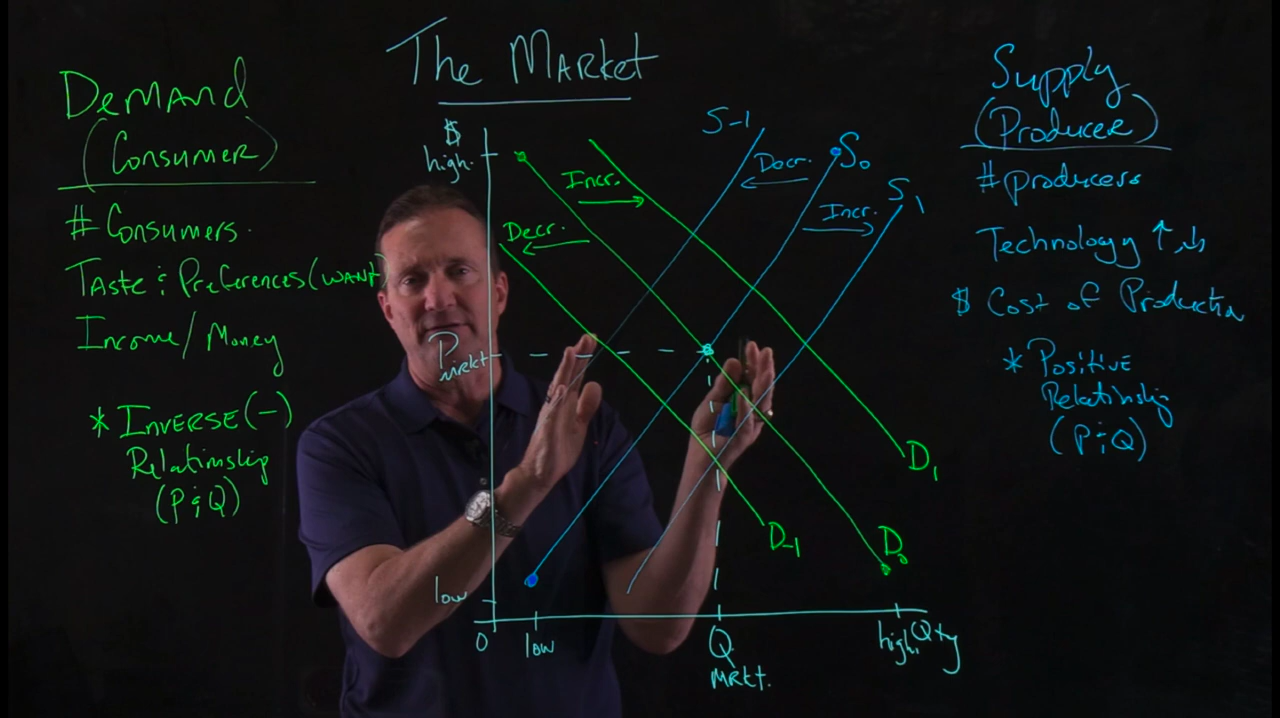 The Market
Demand
(Consumer)
# Consumers.
Taste & Preferences (want)
Income/Money
* Inverse (-)
Relationship
(P & Q)
$
high.
S-1
Decr.
S0
Incr.
S1
Incr.
Decr.
Pmrkt
D1
D-1
D0
low
0
low
Q
mrkt.
high
Qty
Supply
(Producer)
# producers
Technology ↑↓
$ Cost of Production
* Positive
Relationship
(P & Q)